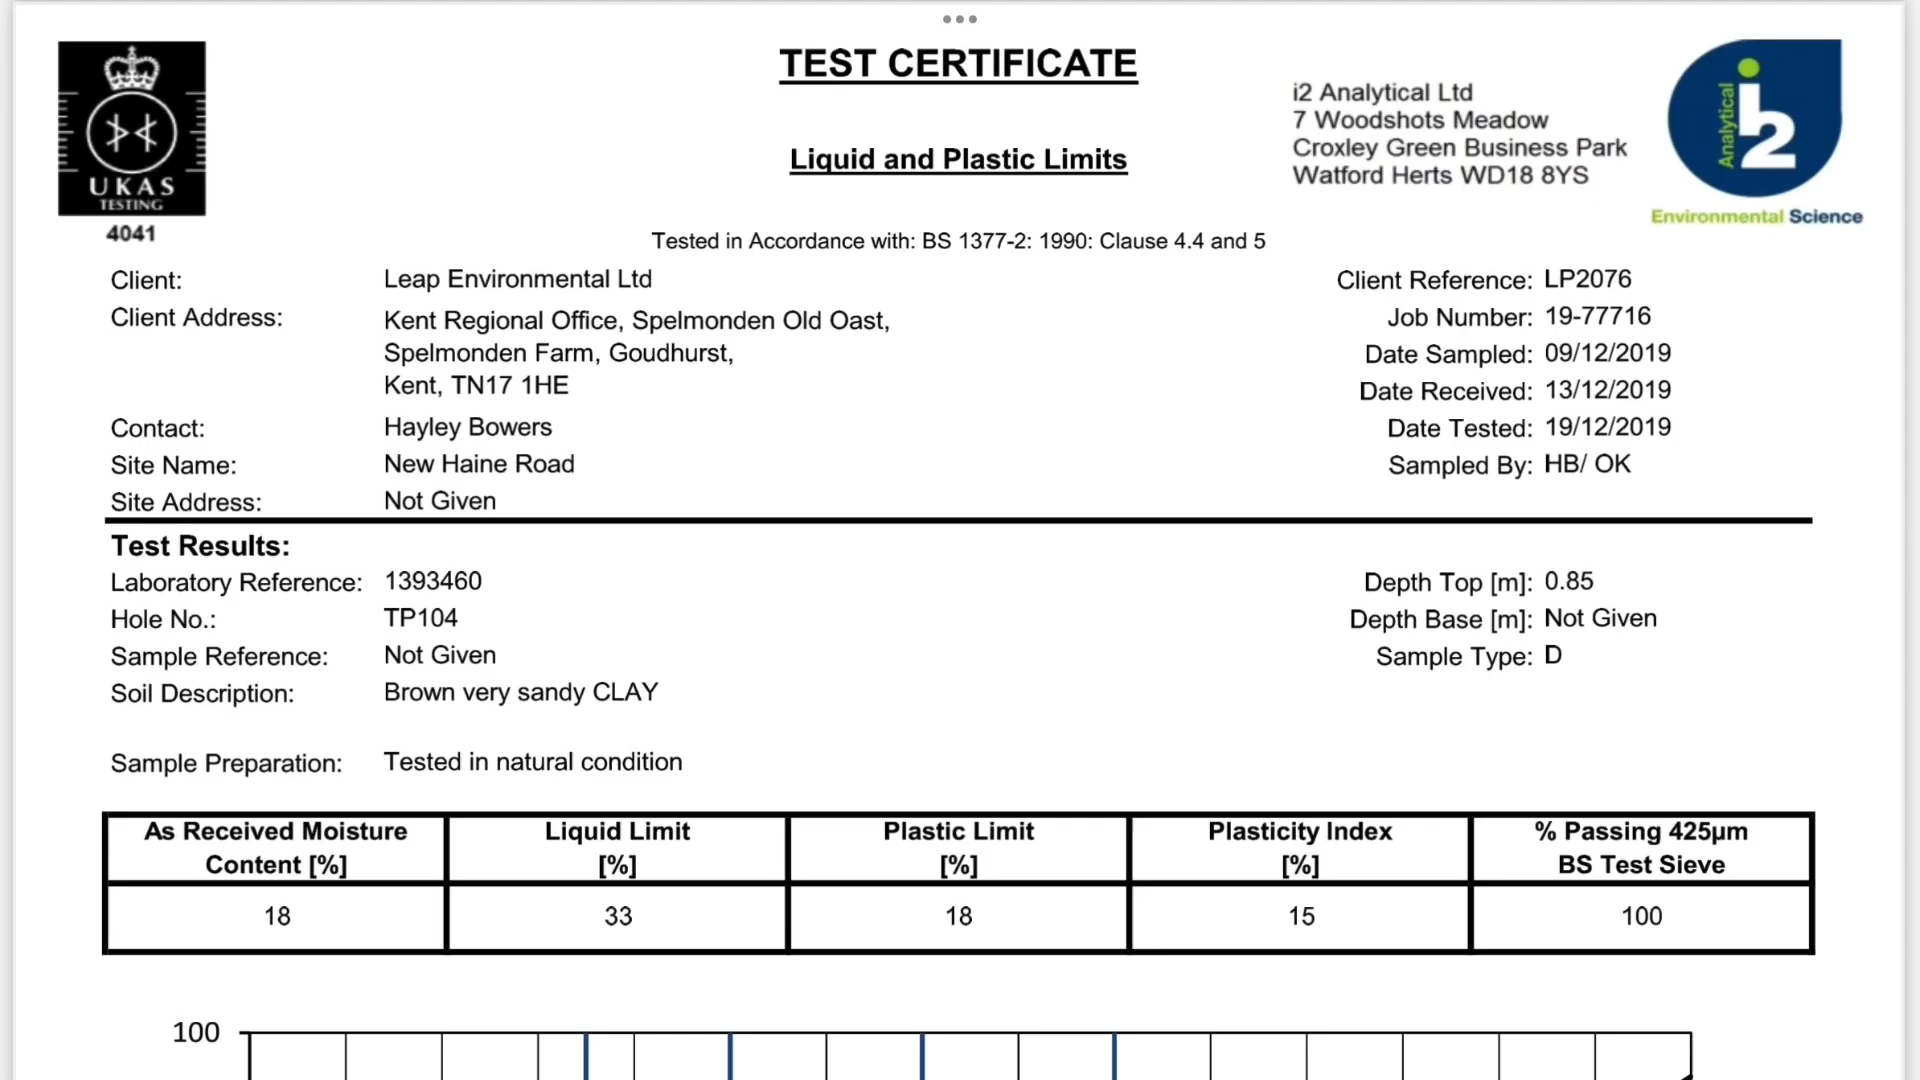 TEST CERTIFICATE
Liquid and Plastic Limits
Tested in Accordance with: BS 1377-2: 1990: Clause 4.4 and 5
UKAS
TESTING
4041
i2 Analytical Ltd
7 Woodshots Meadow
Croxley Green Business Park
Watford Herts WD18 8YS
Analytical
i2
Environmental Science
Client: Leap Environmental Ltd
Client Address: Kent Regional Office, Spelmonden Old Oast,
Spelmonden Farm, Goudhurst,
Kent, TN17 1HE
Contact: Hayley Bowers
Site Name: New Haine Road
Site Address: Not Given
Client Reference: LP2076
Job Number: 19-77716
Date Sampled: 09/12/2019
Date Received: 13/12/2019
Date Tested: 19/12/2019
Sampled By: HB/ OK
Test Results:
Laboratory Reference: 1393460
Hole No.: TP104
Sample Reference: Not Given
Soil Description: Brown very sandy CLAY
Sample Preparation: Tested in natural condition
Depth Top [m]: 0.85
Depth Base [m]: Not Given
Sample Type: D
As Received Moisture
Content [%]
Liquid Limit
[%]
Plastic Limit
[%]
Plasticity Index
[%]
% Passing 425µm
BS Test Sieve
18 33 18 15 100
100